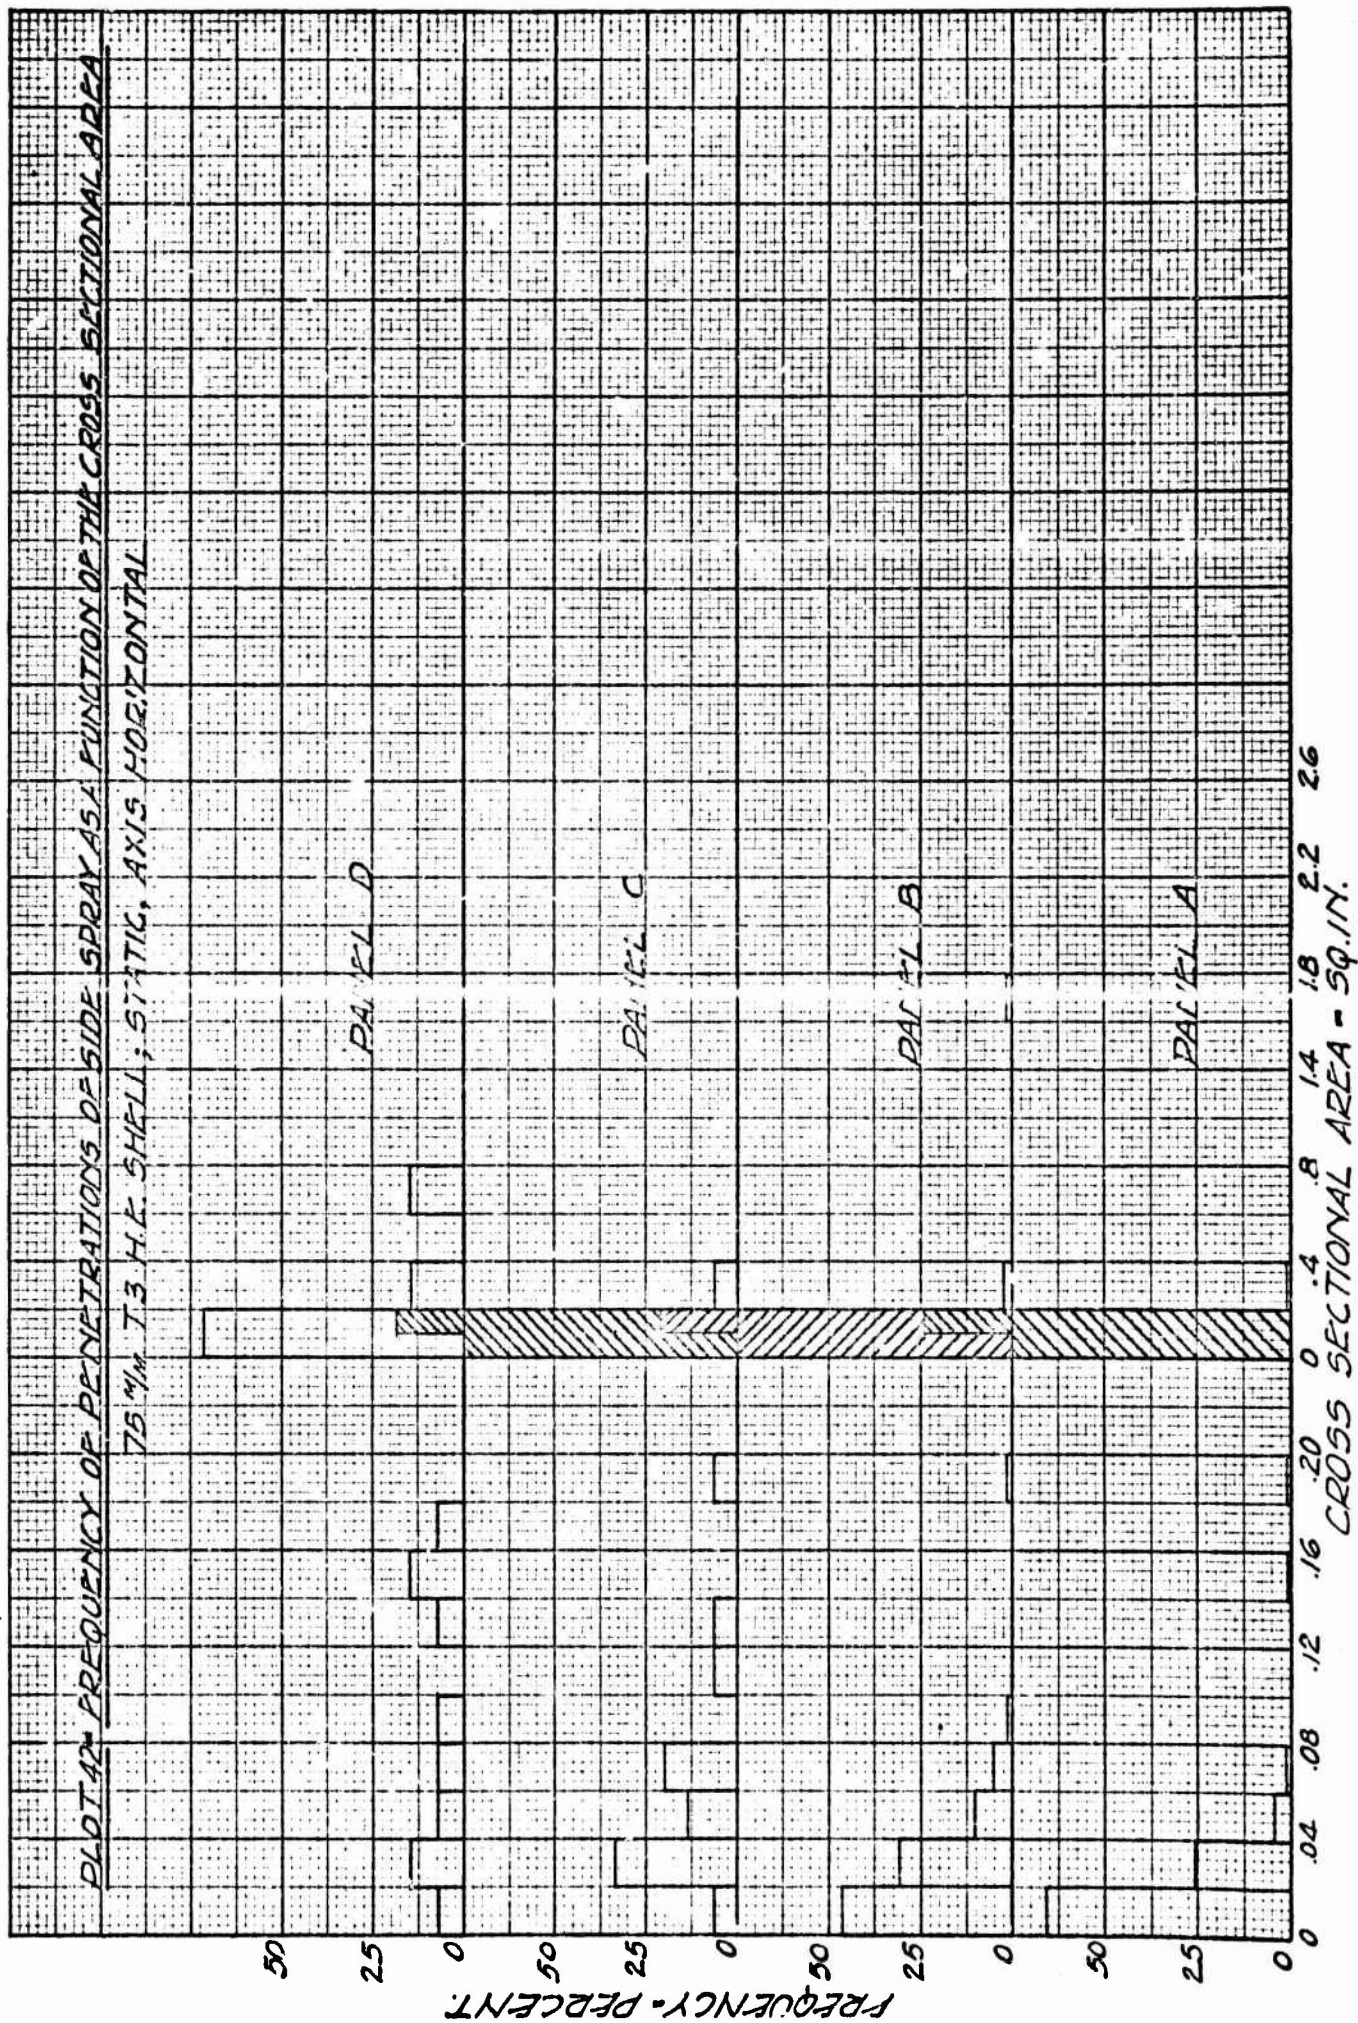 PLOT 42- FREQUENCY OF PENETRATIONS OF SIDE SPRAY AS A FUNCTION OF THE CROSS SECTIONAL AREA
75 M/M T3 H.E. SHELL; STATIC, AXIS HORIZONTAL
PANEL D
PANEL C
PANEL B
PANEL A
FREQUENCY-PERCENT.
50
25
0
50
25
0
50
25
0
50
25
0
0 .04 .08 .12 .16 .20 0 .4 .8 1.4 1.8 2.2 2.6
CROSS SECTIONAL AREA - SQ.IN.